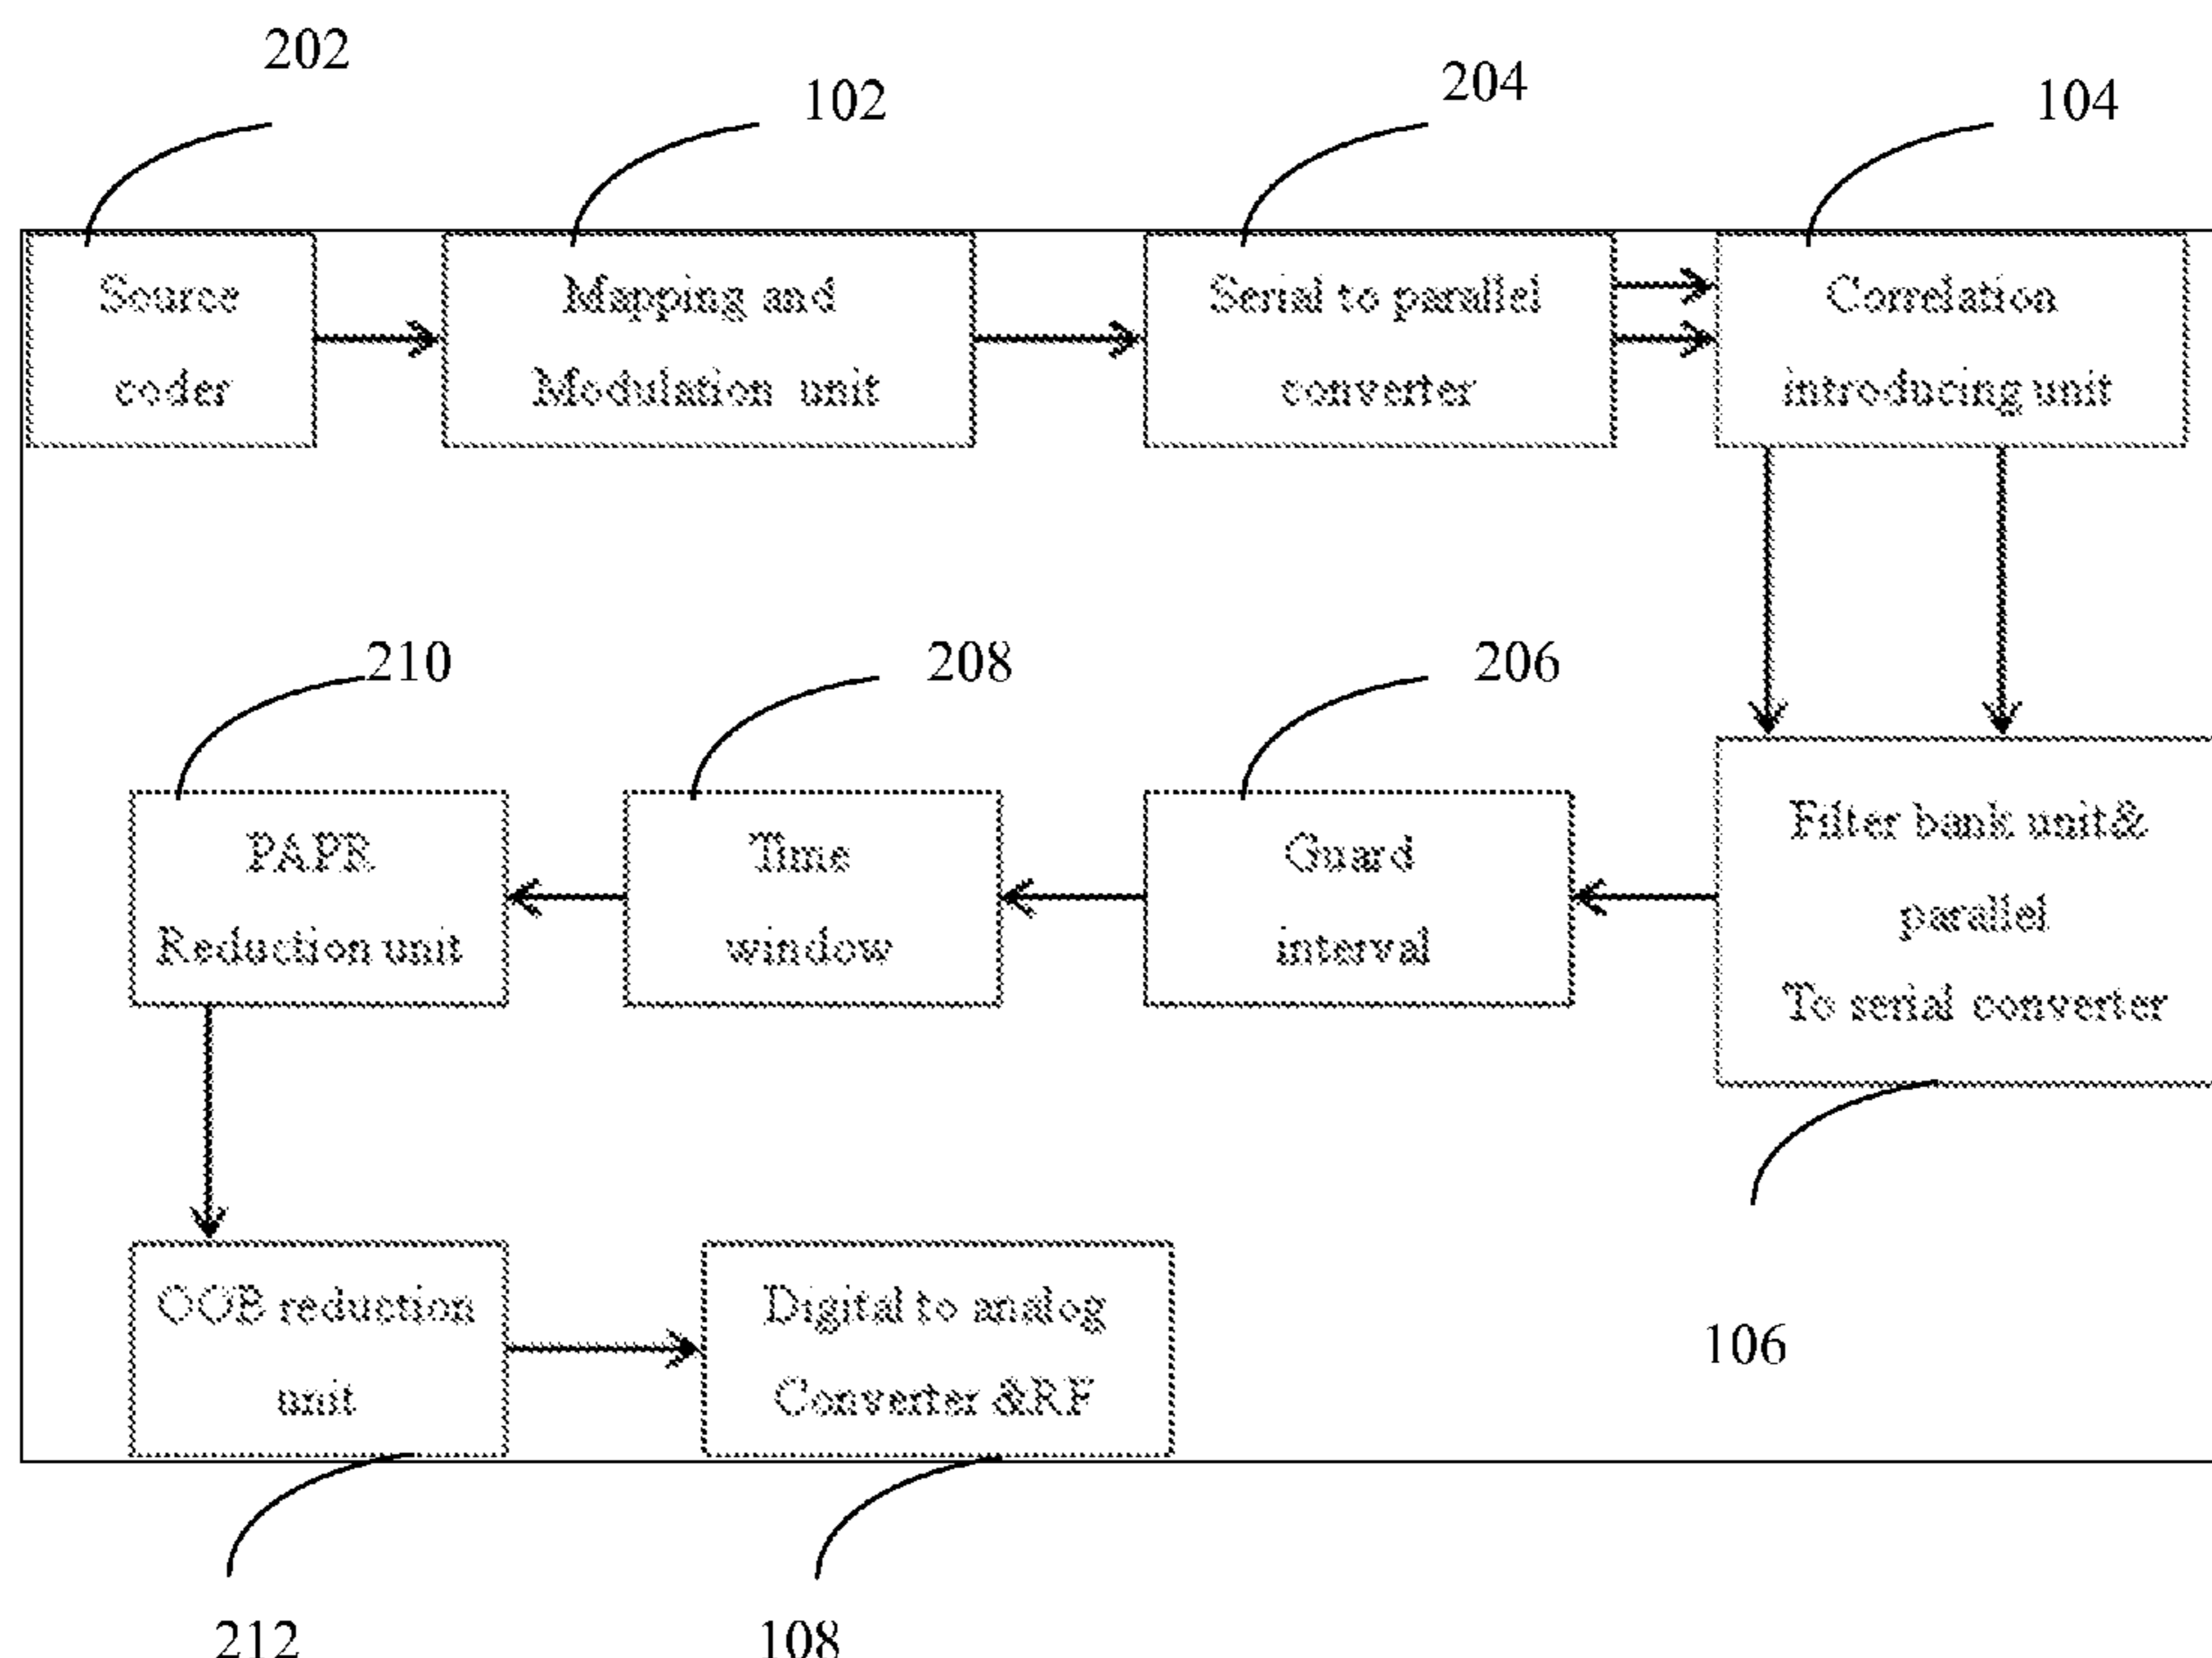 202
102
204
104
Source
coder
Mapping and
Modulation unit
Serial to parallel
converter
Correlation
introducing unit
210
208
206
PAPR
Reduction unit
Time
window
Guard
interval
Filter bank unit&
parallel
To serial converter
OOB reduction
unit
Digital to analog
Converter &RF
106
212
108